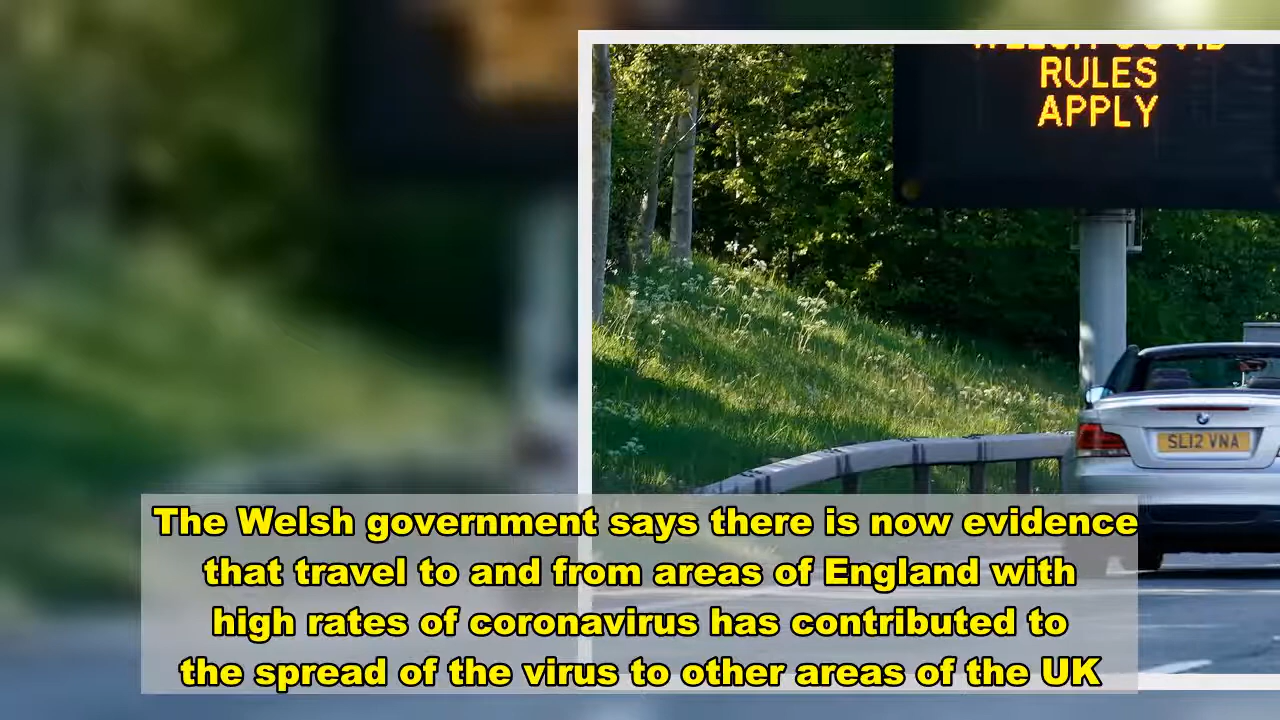 WELSH COVID
RULES
APPLY
SL12 VNA
The Welsh government says there is now evidence
that travel to and from areas of England with
high rates of coronavirus has contributed to
the spread of the virus to other areas of the UK